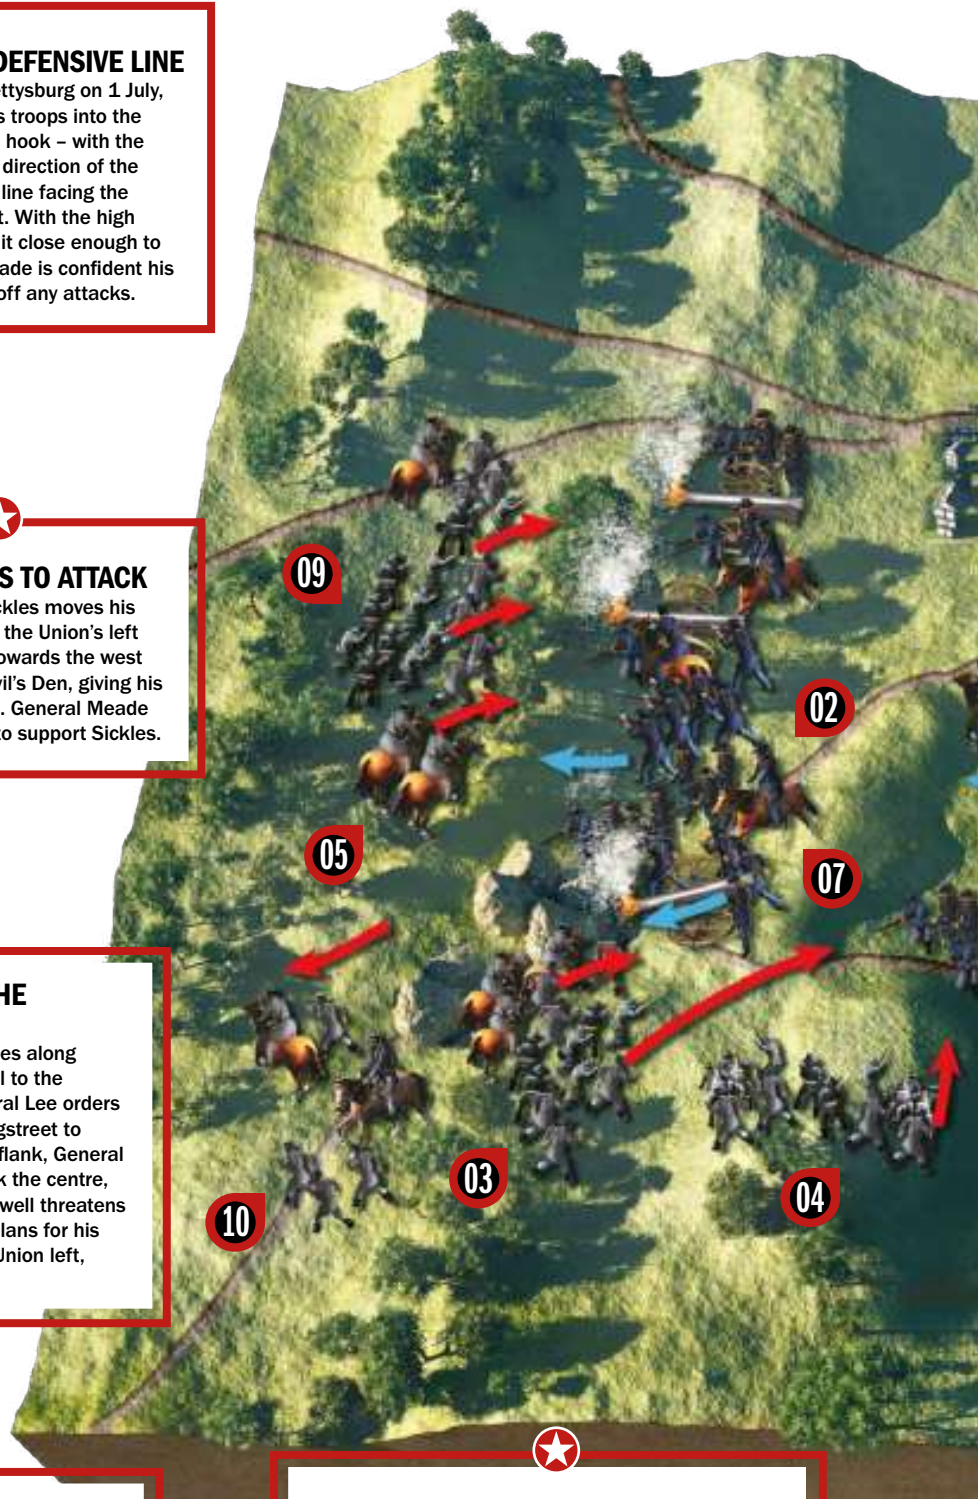 DEFENSIVE LINE
ettysburg on 1 July,
s troops into the
hook – with the
direction of the
line facing the
t. With the high
it close enough to
ade is confident his
off any attacks.
S TO ATTACK
ckles moves his
the Union's left
owards the west
vil's Den, giving his
. General Meade
to support Sickles.
HE
es along
l to the
ral Lee orders
gstreet to
flank, General
k the centre,
well threatens
lans for his
Union left,
09
02
05
07
03
04
10